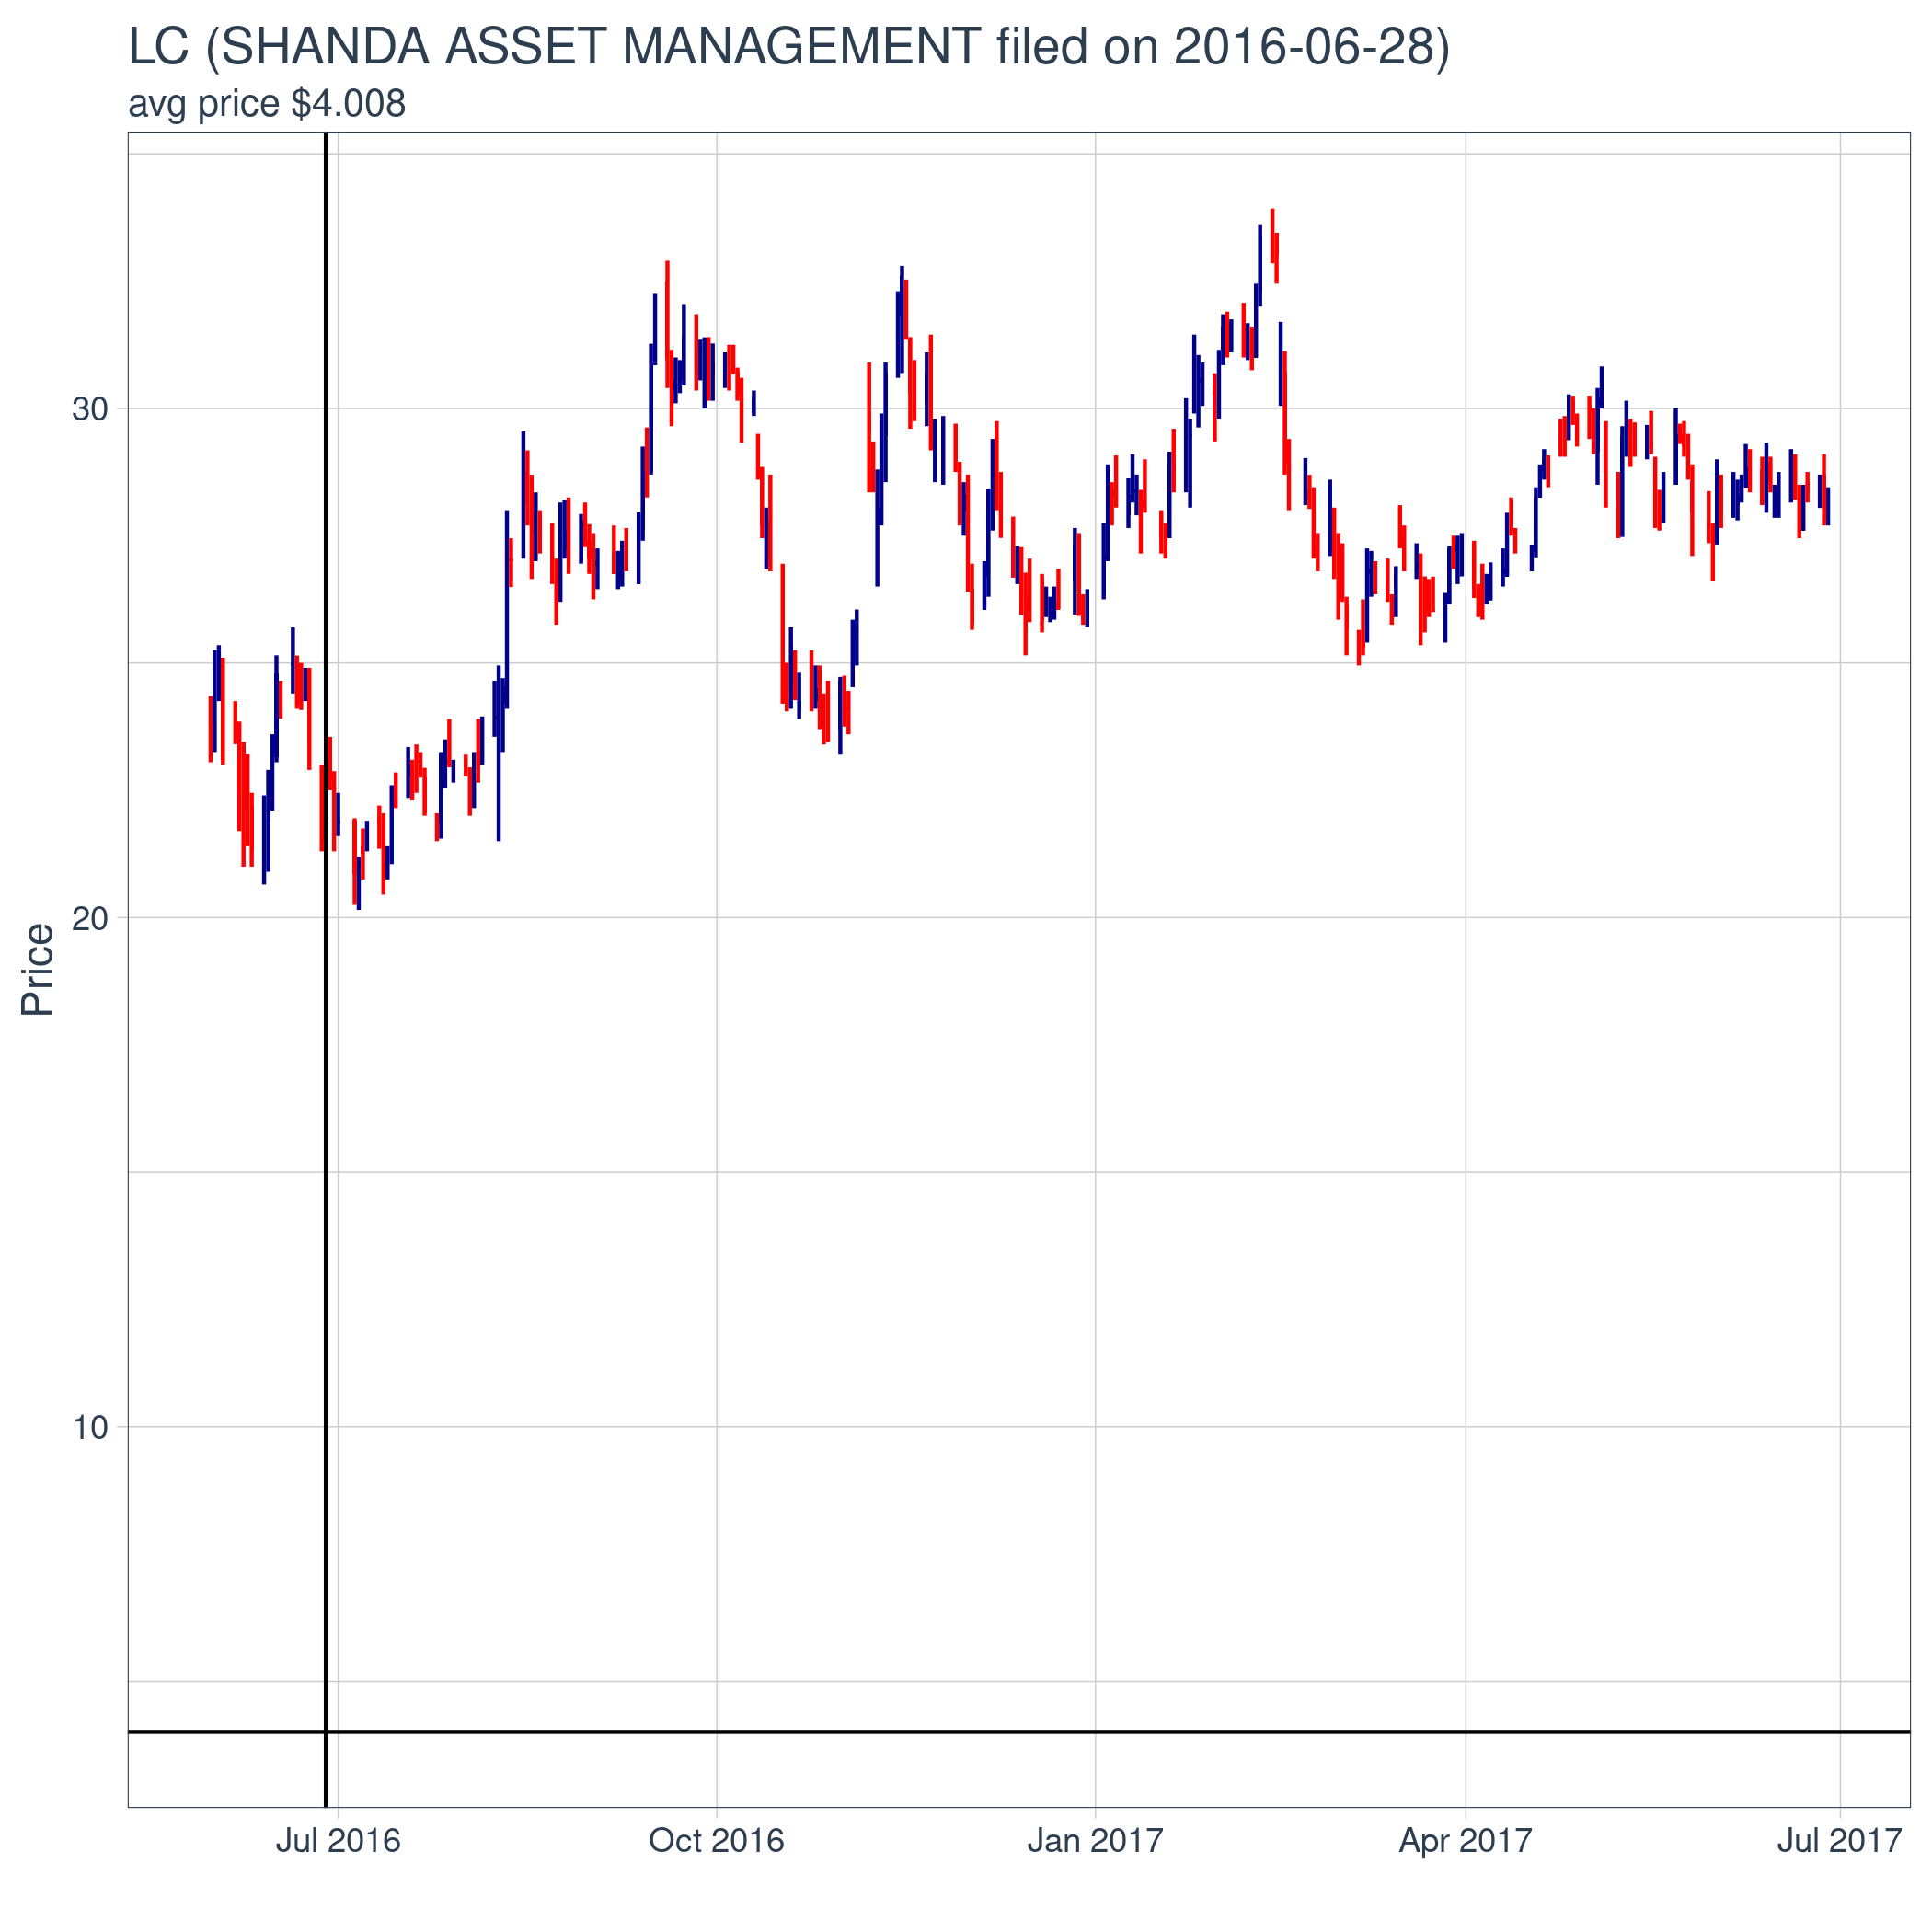 LC (SHANDA ASSET MANAGEMENT filed on 2016-06-28)
avg price $4.008
Price
30
20
10
Jul 2016
Oct 2016
Jan 2017
Apr 2017
Jul 2017